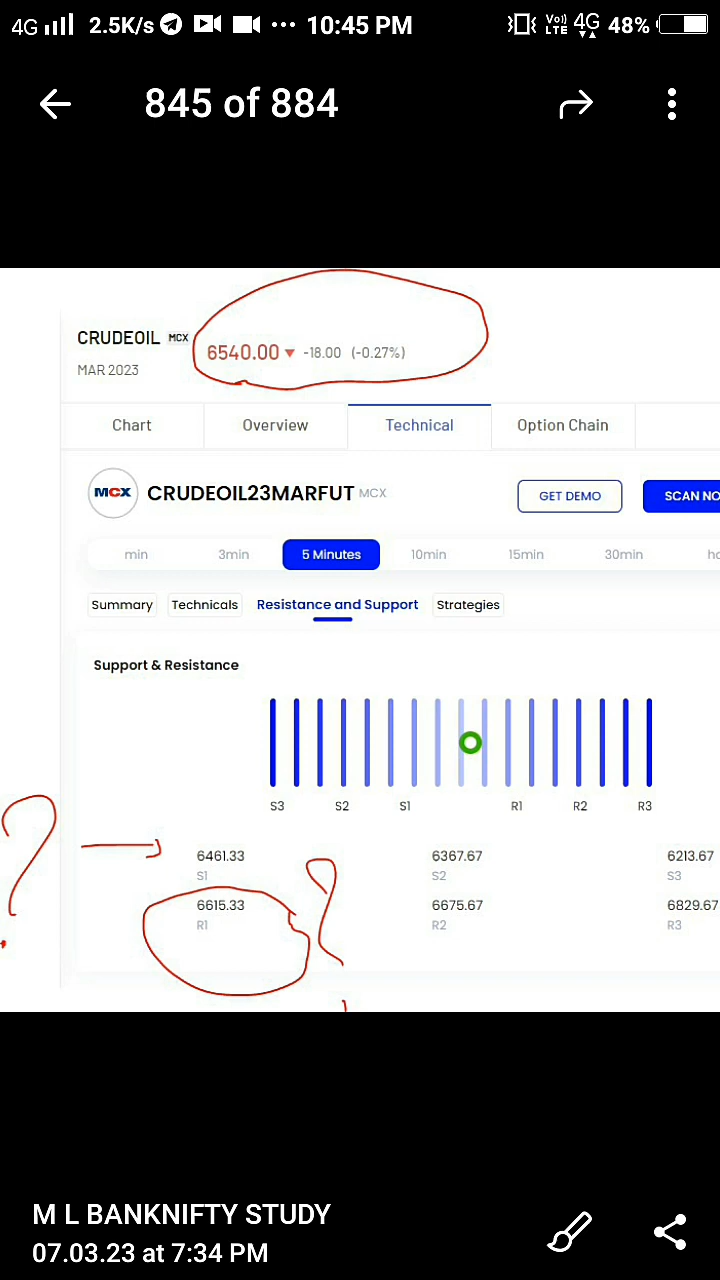 4G 2.5K/s ... 10:45 PM Vo)) LTE 4G 48%
845 of 884
CRUDEOIL MCX 6540.00 ▼ -18.00 (-0.27%)
MAR 2023
Chart Overview Technical Option Chain
MCX CRUDEOIL23MARFUT MCX GET DEMO SCAN NO
min 3min 5 Minutes 10min 15min 30min ho
Summary Technicals Resistance and Support Strategies
Support & Resistance
S3 S2 S1 R1 R2 R3
?
6461.33 6367.67 6213.67
S1 S2 S3
6615.33 6675.67 6829.67
R1 R2 R3
?
M L BANKNIFTY STUDY
07.03.23 at 7:34 PM